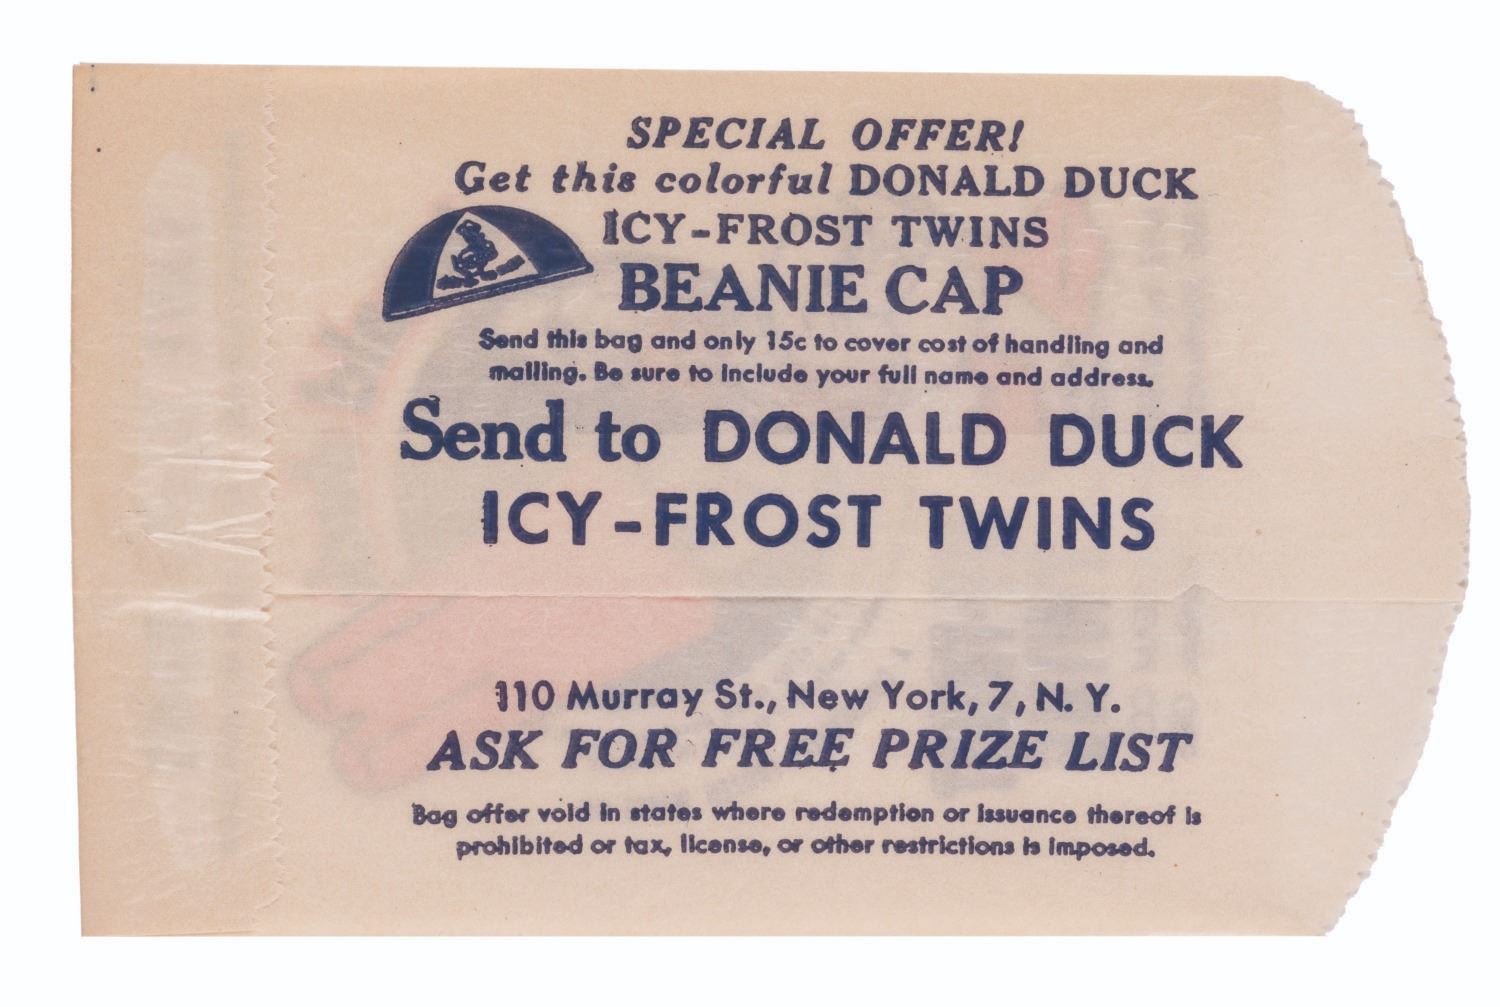 SPECIAL OFFER!
Get this colorful DONALD DUCK
ICY-FROST TWINS
BEANIE CAP
Send this bag and only 15c to cover cost of handling and
mailing. Be sure to include your full name and address.
Send to DONALD DUCK
ICY-FROST TWINS
110 Murray St., New York, 7, N. Y.
ASK FOR FREE PRIZE LIST
Bag offer void in states where redemption or issuance thereof is
prohibited or tax, license, or other restrictions is imposed.